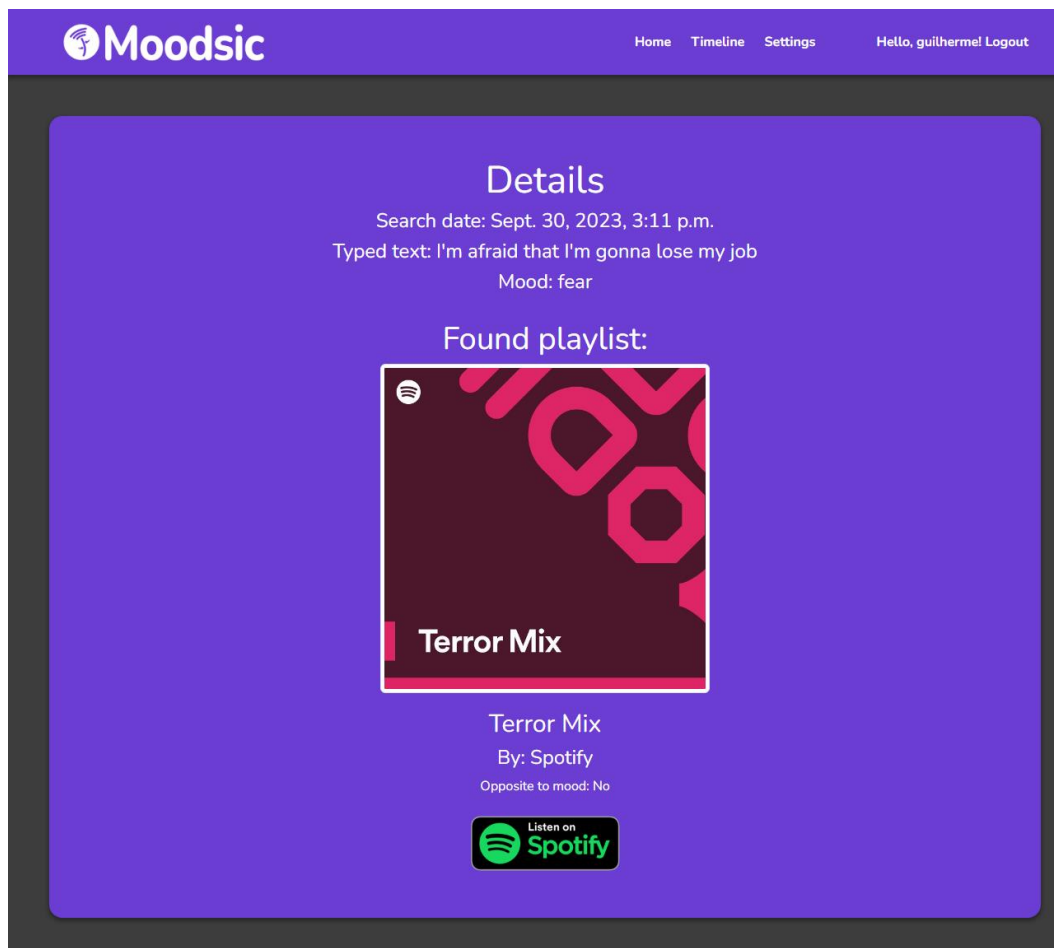 Moodsic
Home Timeline Settings Hello, guilherme! Logout
Details
Search date: Sept. 30, 2023, 3:11 p.m.
Typed text: I'm afraid that I'm gonna lose my job
Mood: fear
Found playlist:
Terror Mix
Terror Mix
By: Spotify
Opposite to mood: No
Listen on
Spotify